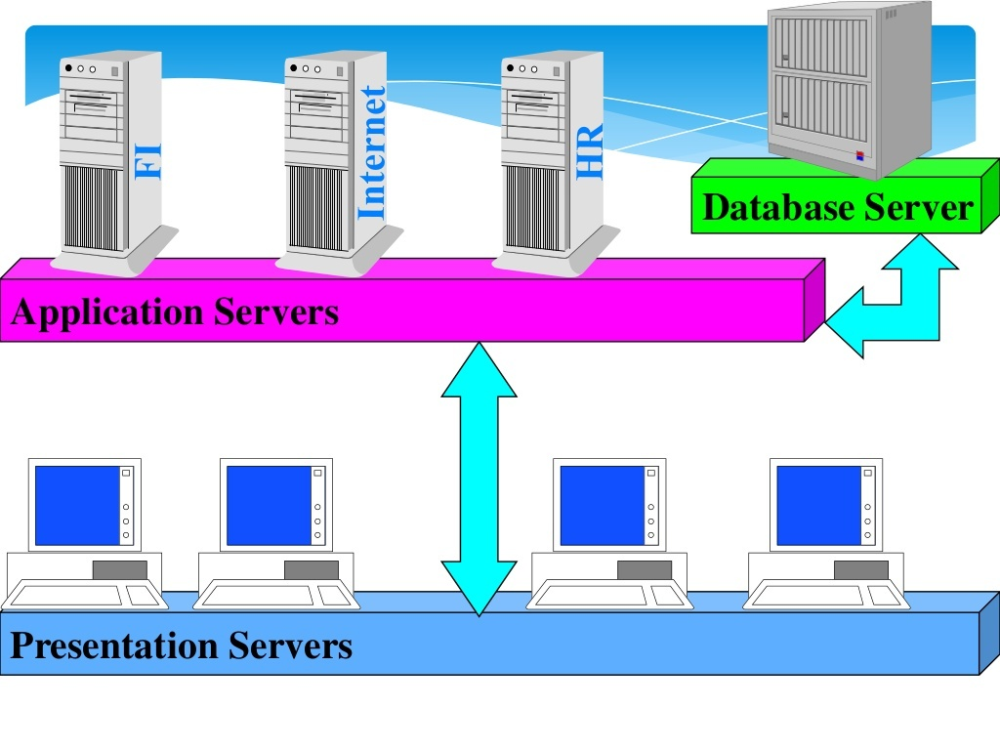 FI
Internet
HR
Database Server
Application Servers
Presentation Servers